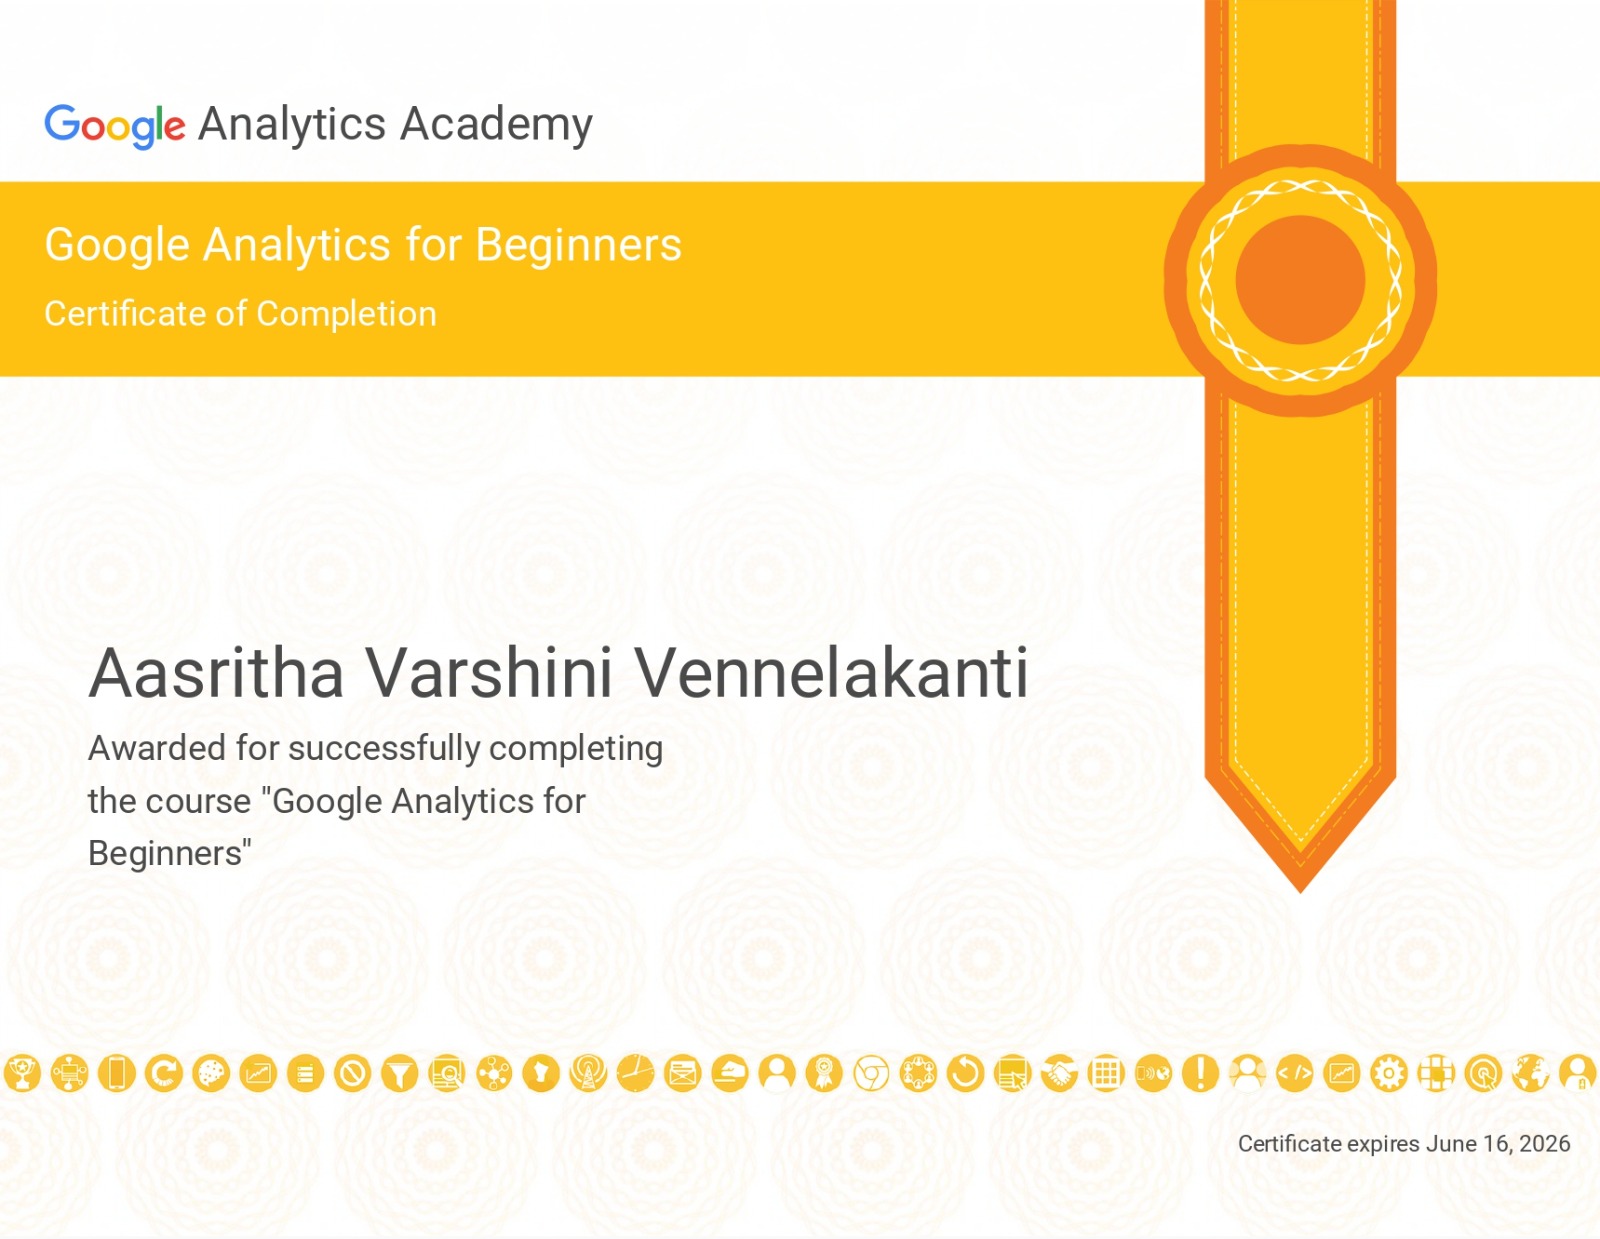 Google Analytics Academy
Google Analytics for Beginners
Certificate of Completion
Aasritha Varshini Vennelakanti
Awarded for successfully completing
the course "Google Analytics for
Beginners"
Certificate expires June 16, 2026